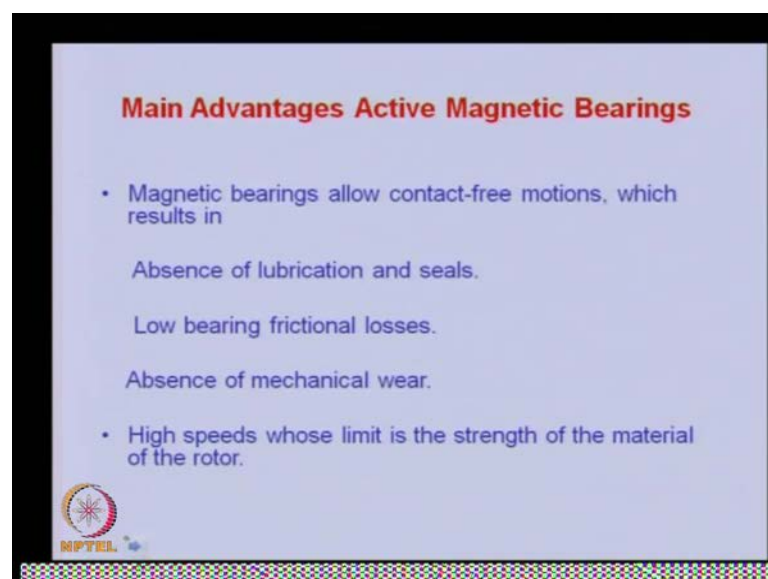 Main Advantages Active Magnetic Bearings
• Magnetic bearings allow contact-free motions, which
results in
Absence of lubrication and seals.
Low bearing frictional losses.
Absence of mechanical wear.
• High speeds whose limit is the strength of the material
of the rotor.
NPTEL